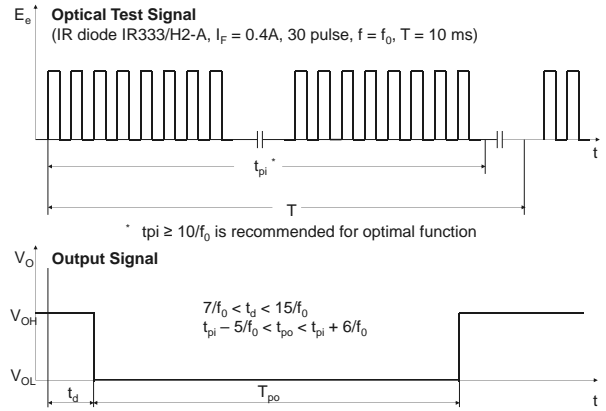 Ee Optical Test Signal
(IR diode IR333/H2-A, IF = 0.4A, 30 pulse, f = f0, T = 10 ms)
t
tpi *
T
* tpi ≥ 10/f0 is recommended for optimal function
VO Output Signal
7/f0 < td < 15/f0
VOH
tpi – 5/f0 < tpo < tpi + 6/f0
VOL
td
Tpo
t